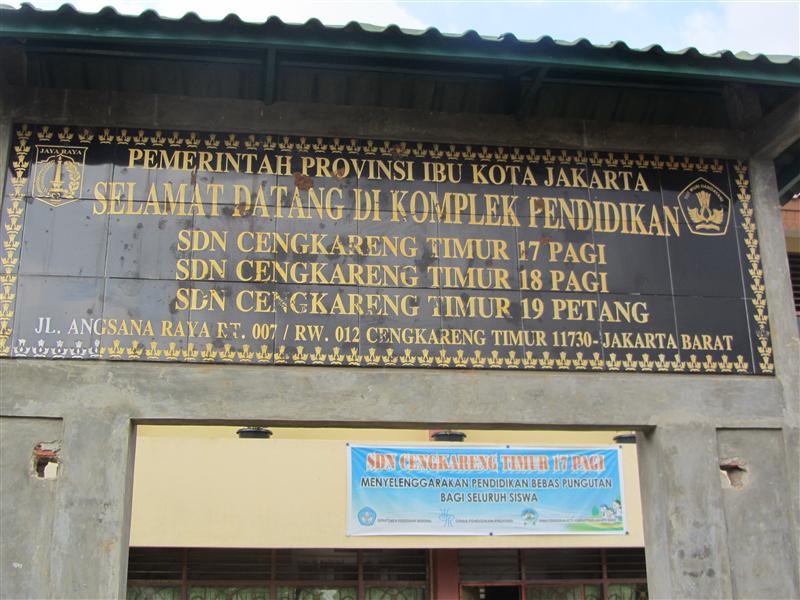 JAYA RAYA
PEMERINTAH PROVINSI IBU KOTA JAKARTA
SELAMAT DATANG DI KOMPLEK PENDIDIKAN
SDN CENGKARENG TIMUR 17 PAGI
SDN CENGKARENG TIMUR 18 PAGI
SDN CENGKARENG TIMUR 19 PETANG
JL. ANGSANA RAYA RT. 007 / RW. 012 CENGKARENG TIMUR 11730- JAKARTA BARAT
SDN CENGKARENG TIMUR 17 PAGI
MENYELENGGARAKAN PENDIDIKAN BEBAS PUNGUTAN
BAGI SELURUH SISWA